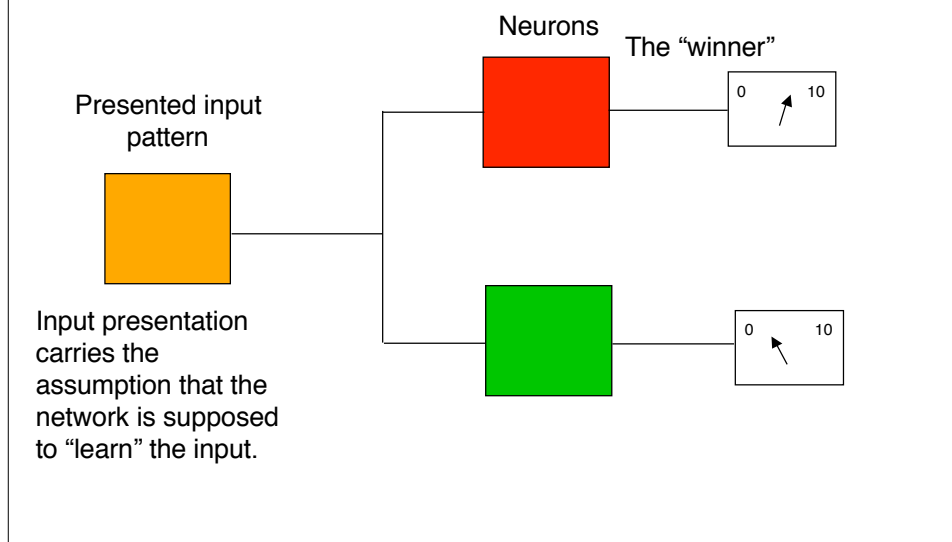 Neurons
The “winner”
0 10
Presented input
pattern
Input presentation
carries the
assumption that the
network is supposed
to “learn” the input.
0 10